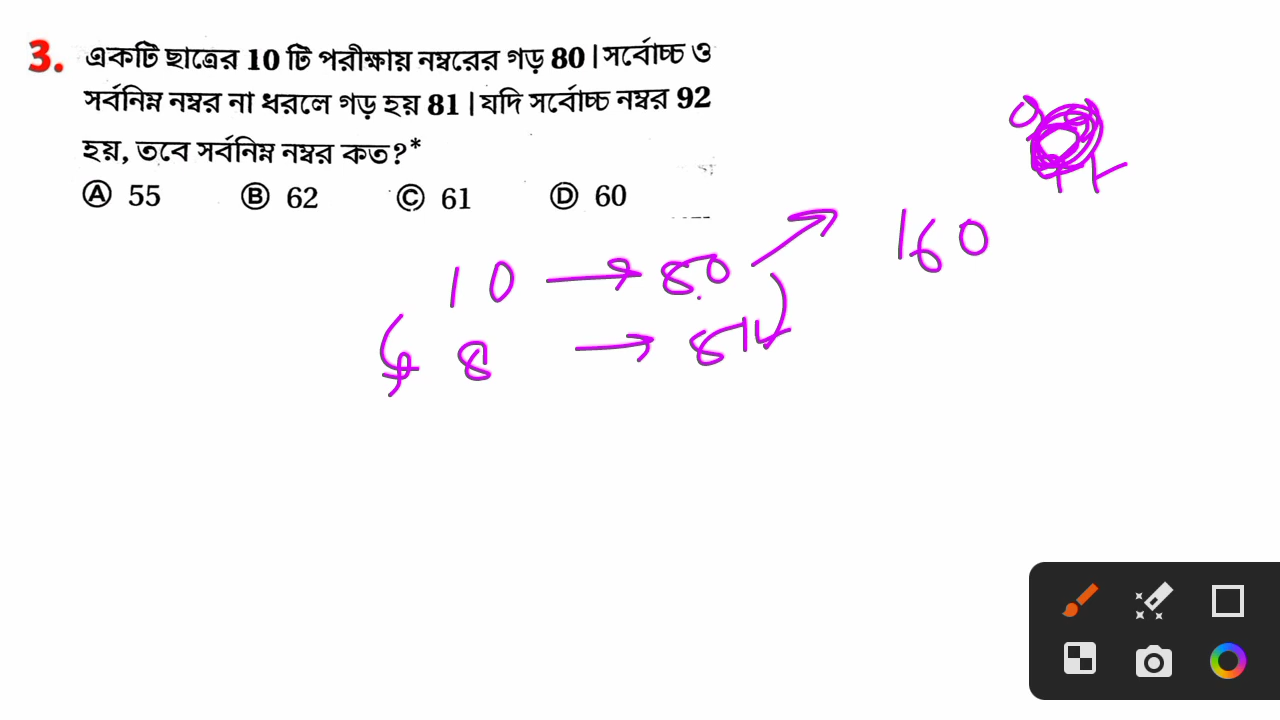 3. একটি ছাত্রের 10 টি পরীক্ষায় নম্বরের গড় 80 | সর্বোচ্চ ও
সর্বনিম্ন নম্বর না ধরলে গড় হয় 81 | যদি সর্বোচ্চ নম্বর 92
হয়, তবে সর্বনিম্ন নম্বর কত?*
Ⓐ 55 Ⓑ 62 Ⓒ 61 Ⓓ 60
10 → 80 → 160
8 → 81